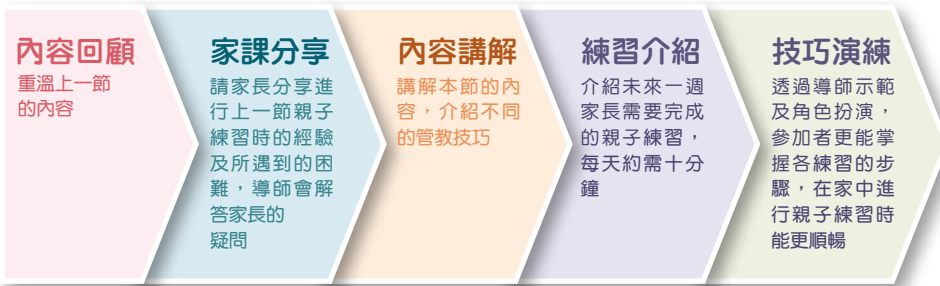 內容回顧
重溫上一節
的內容
家課分享
請家長分享進
行上一節親子
練習時的經驗
及所遇到的困
難，導師會解
答家長的
疑問
內容講解
講解本節的內
容，介紹不同
的管教技巧
練習介紹
介紹未來一週
家長需要完成
的親子練習，
每天約需十分
鐘
技巧演練
透過導師示範
及角色扮演，
參加者更能掌
握各練習的步
驟，在家中進
行親子練習時
能更順暢